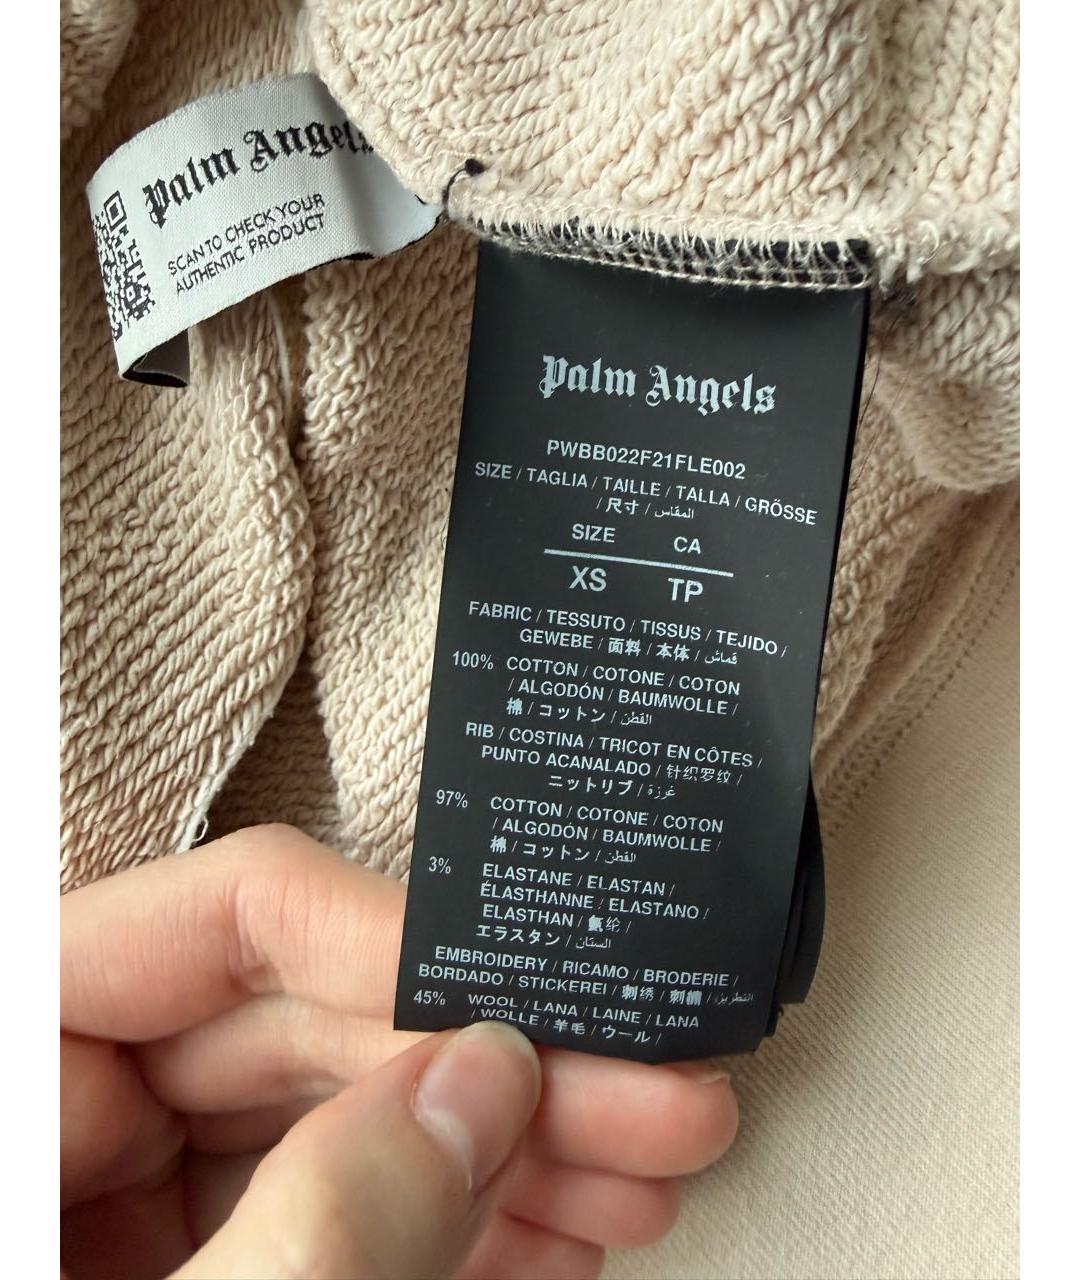 Palm Angels
SCAN TO CHECK YOUR
AUTHENTIC PRODUCT
Palm Angels
PWBB022F21FLE002
SIZE / TAGLIA / TAILLE / TALLA / GRÖSSE
/ 尺寸 / المقاس
SIZE CA
XS TP
FABRIC / TESSUTO / TISSUS / TEJIDO /
GEWEBE / 面料 / 本体 / قماش
100% COTTON / COTONE / COTON
/ ALGODÓN / BAUMWOLLE /
棉 / コットン / القطن
RIB / COSTINA / TRICOT EN CÔTES /
PUNTO ACANALADO / 针织罗纹 /
ニットリブ / غرزة
97% COTTON / COTONE / COTON
/ ALGODÓN / BAUMWOLLE /
棉 / コットン / القطن
3% ELASTANE / ELASTAN /
ÉLASTHANNE / ELASTANO /
ELASTHAN / 氨纶 /
エラスタン / الستان
EMBROIDERY / RICAMO / BRODERIE /
BORDADO / STICKEREI / 刺绣 / 刺繍 / التطريز
45% WOOL / LANA / LAINE / LANA
/ WOLLE / 羊毛 / ウール /